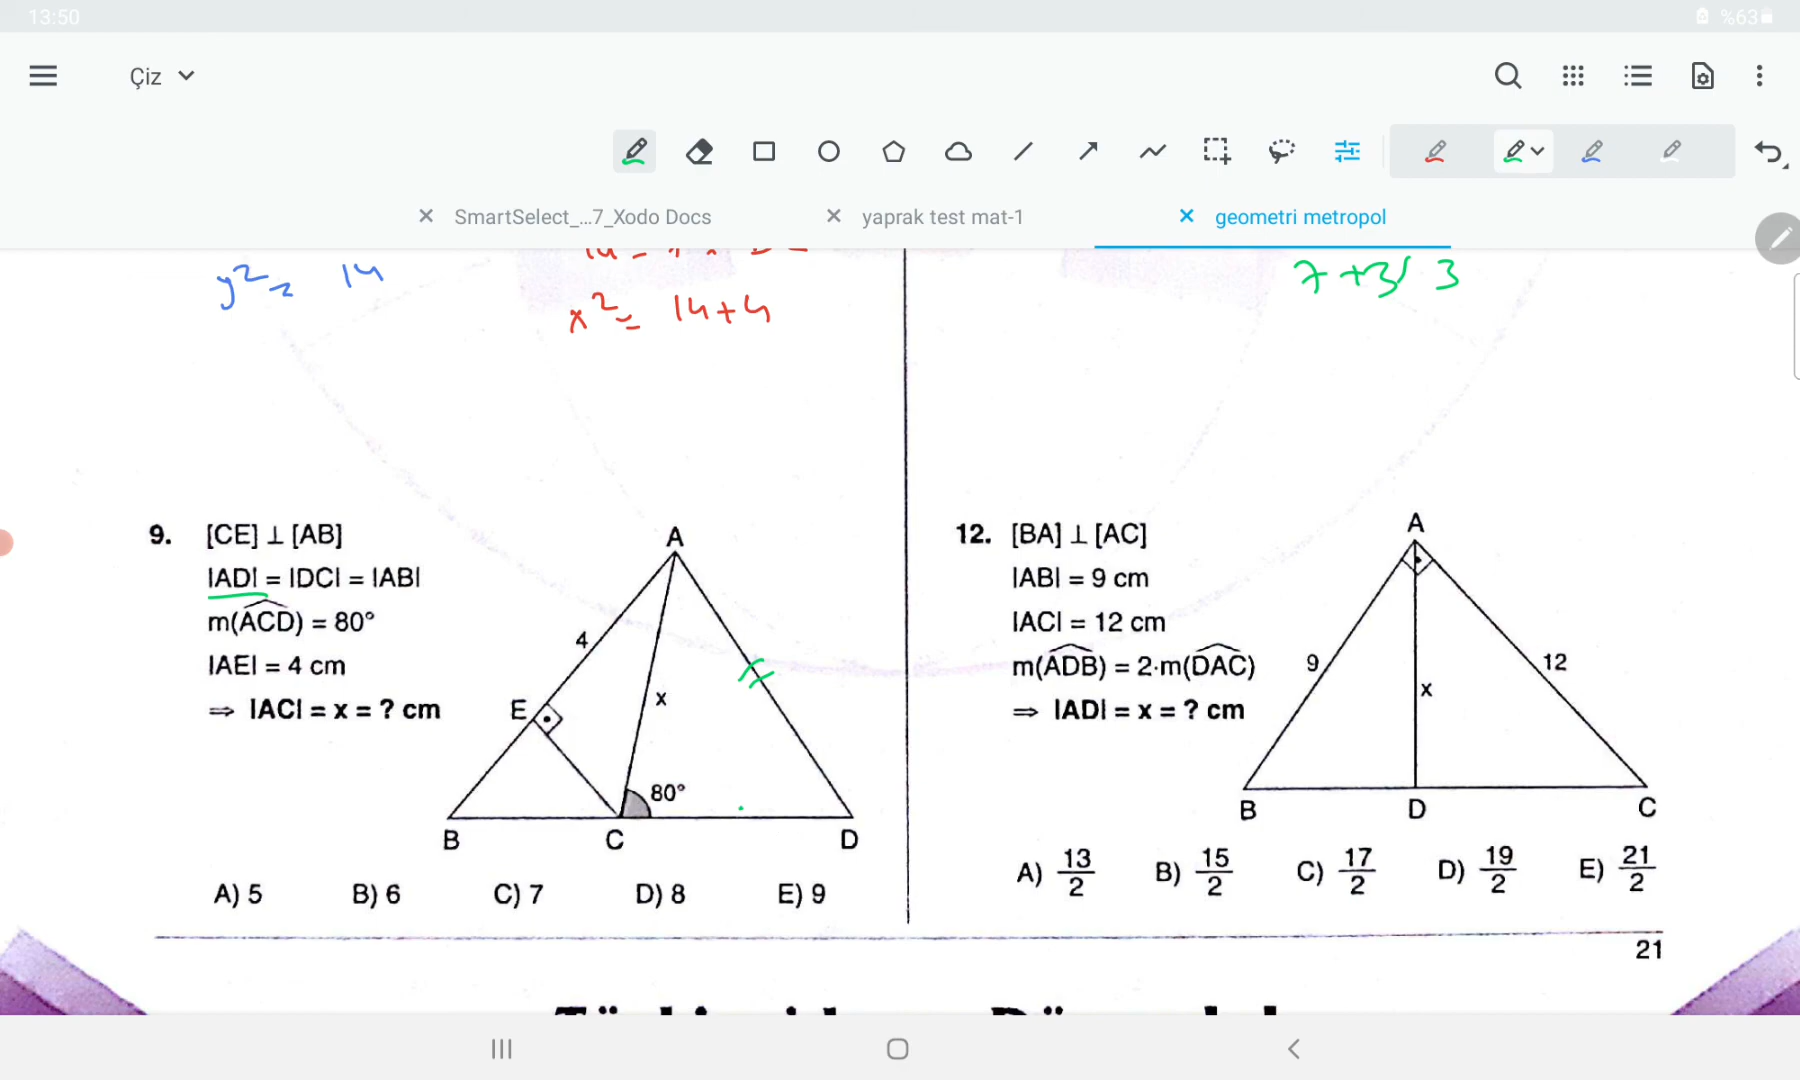 13:50
%63
Çiz
SmartSelect_...7_Xodo Docs
yaprak test mat-1
geometri metropol
y² = 14
x² = 14+4
9. [CE] ⊥ [AB]
|AD| = |DC| = |AB|
m(ACD) = 80°
|AE| = 4 cm
⇒ |AC| = x = ? cm
A
4
x
E
80°
B
C
D
A) 5 B) 6 C) 7 D) 8 E) 9
12. [BA] ⊥ [AC]
|AB| = 9 cm
|AC| = 12 cm
m(ADB) = 2·m(DAC)
⇒ |AD| = x = ? cm
A
9
12
x
B
D
C
A) 13/2 B) 15/2 C) 17/2 D) 19/2 E) 21/2
21